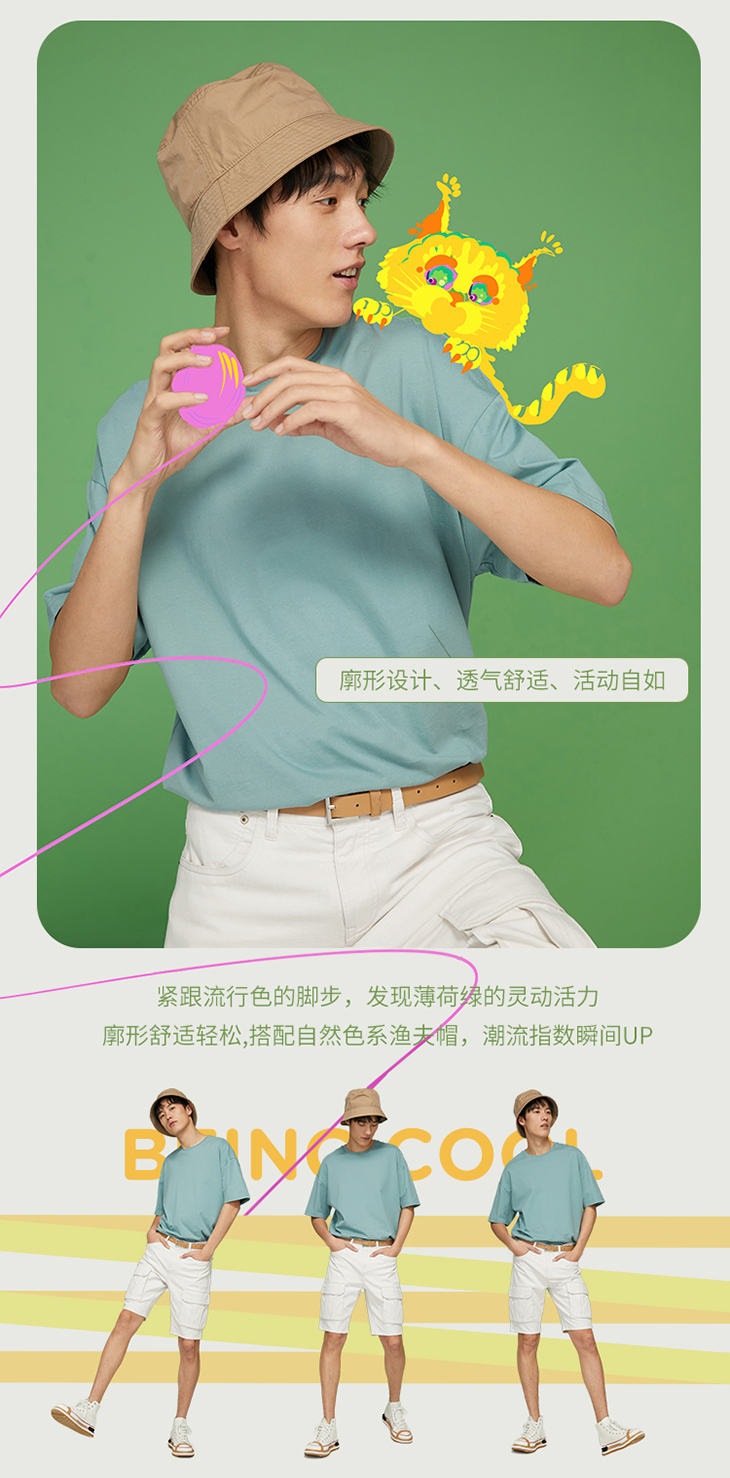 廓形设计、透气舒适、活动自如
紧跟流行色的脚步，发现薄荷绿的灵动活力
廓形舒适轻松,搭配自然色系渔夫帽，潮流指数瞬间UP
BEING COOL